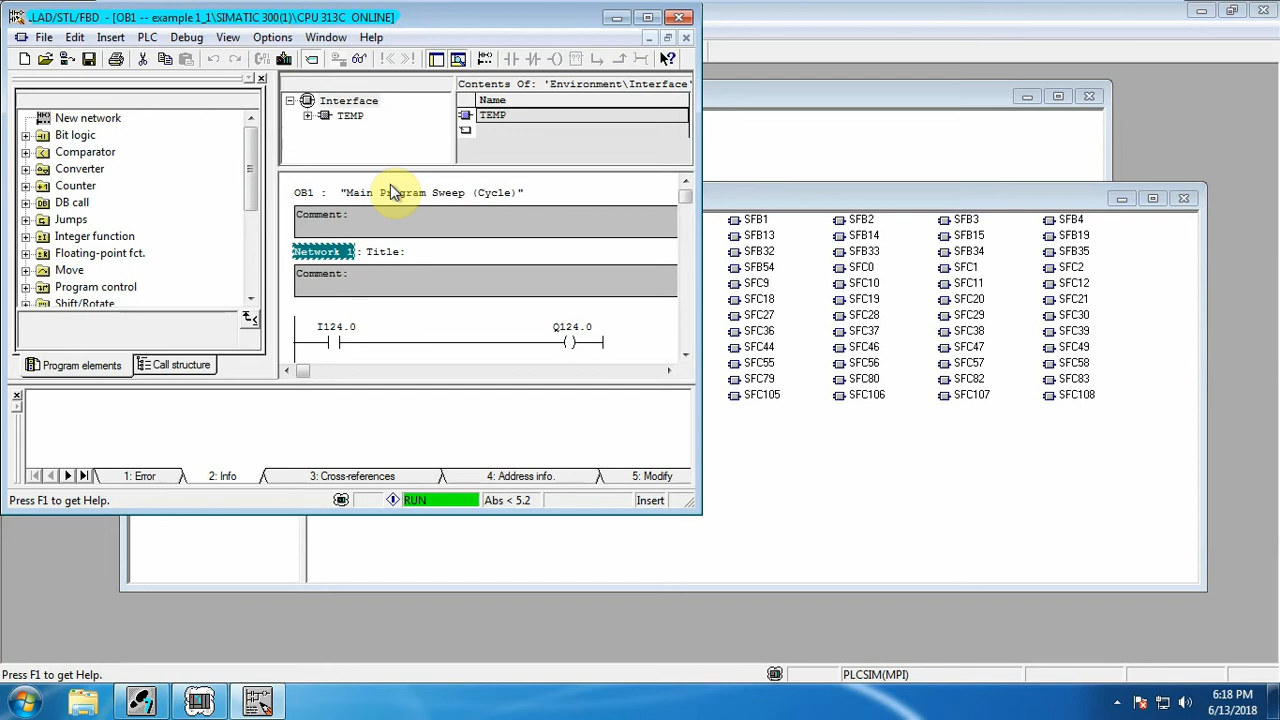 LAD/STL/FBD - [OB1 -- example 1_1\SIMATIC 300(1)\CPU 313C ONLINE]
File Edit Insert PLC Debug View Options Window Help
New network
Bit logic
Comparator
Converter
Counter
DB call
Jumps
Integer function
Floating-point fct.
Move
Program control
Shift/Rotate
Program elements
Call structure
Interface
TEMP
Contents Of: 'Environment\Interface'
Name
TEMP
OB1 : "Main Program Sweep (Cycle)"
Comment:
Network 1: Title:
Comment:
I124.0 Q124.0
1: Error 2: Info 3: Cross-references 4: Address info. 5: Modify
Press F1 to get Help. RUN Abs < 5.2 Insert
SFB1 SFB2 SFB3 SFB4
SFB13 SFB14 SFB15 SFB19
SFB32 SFB33 SFB34 SFB35
SFB54 SFC0 SFC1 SFC2
SFC9 SFC10 SFC11 SFC12
SFC18 SFC19 SFC20 SFC21
SFC27 SFC28 SFC29 SFC30
SFC36 SFC37 SFC38 SFC39
SFC44 SFC46 SFC47 SFC49
SFC55 SFC56 SFC57 SFC58
SFC79 SFC80 SFC82 SFC83
SFC105 SFC106 SFC107 SFC108
Press F1 to get Help. PLCSIM(MPI)
6:18 PM
6/13/2018